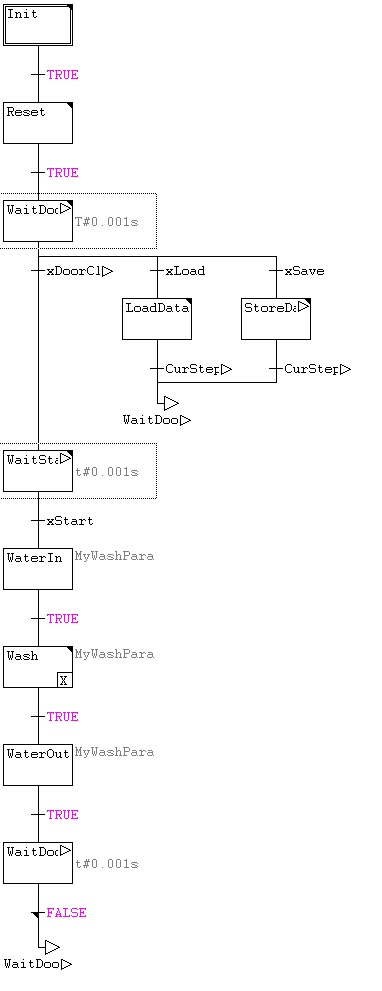 Init
TRUE
Reset
TRUE
WaitDoo T#0.001s
xDoorCl xLoad xSave
LoadData StoreDa
CurStep CurStep
WaitDoo
WaitSta t#0.001s
xStart
WaterIn MyWashPara
TRUE
Wash MyWashPara
X
TRUE
WaterOut MyWashPara
TRUE
WaitDoo t#0.001s
FALSE
WaitDoo